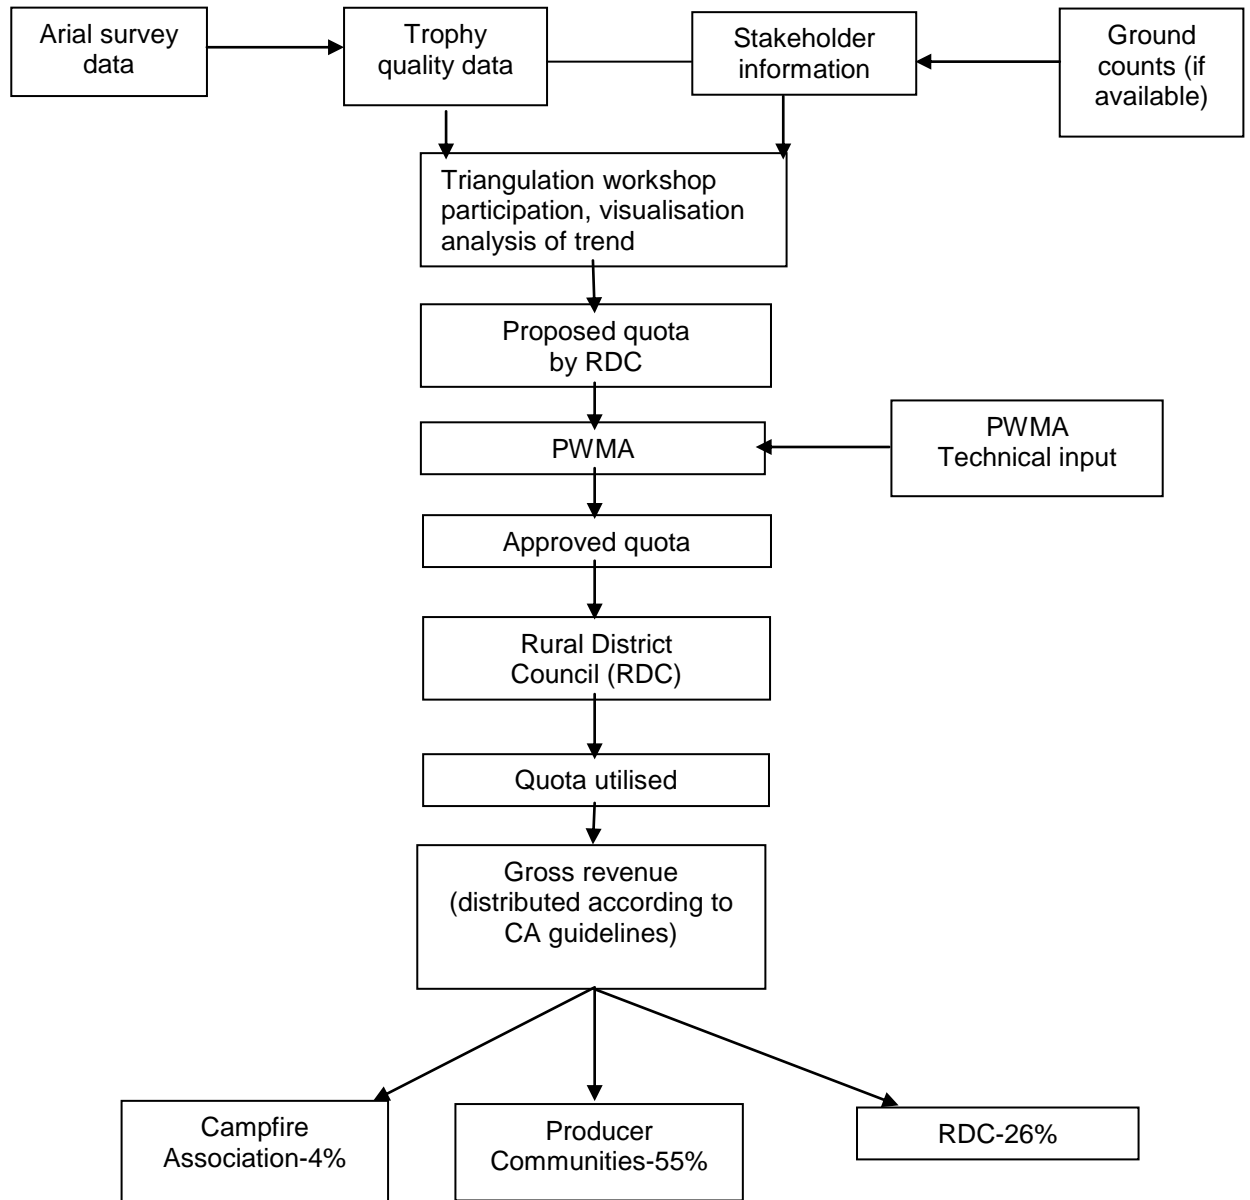 Arial survey
data
Trophy
quality data
Stakeholder
information
Ground
counts (if
available)
Triangulation workshop
participation, visualisation
analysis of trend
Proposed quota
by RDC
PWMA
PWMA
Technical input
Approved quota
Rural District
Council (RDC)
Quota utilised
Gross revenue
(distributed according to
CA guidelines)
Campfire
Association-4%
Producer
Communities-55%
RDC-26%